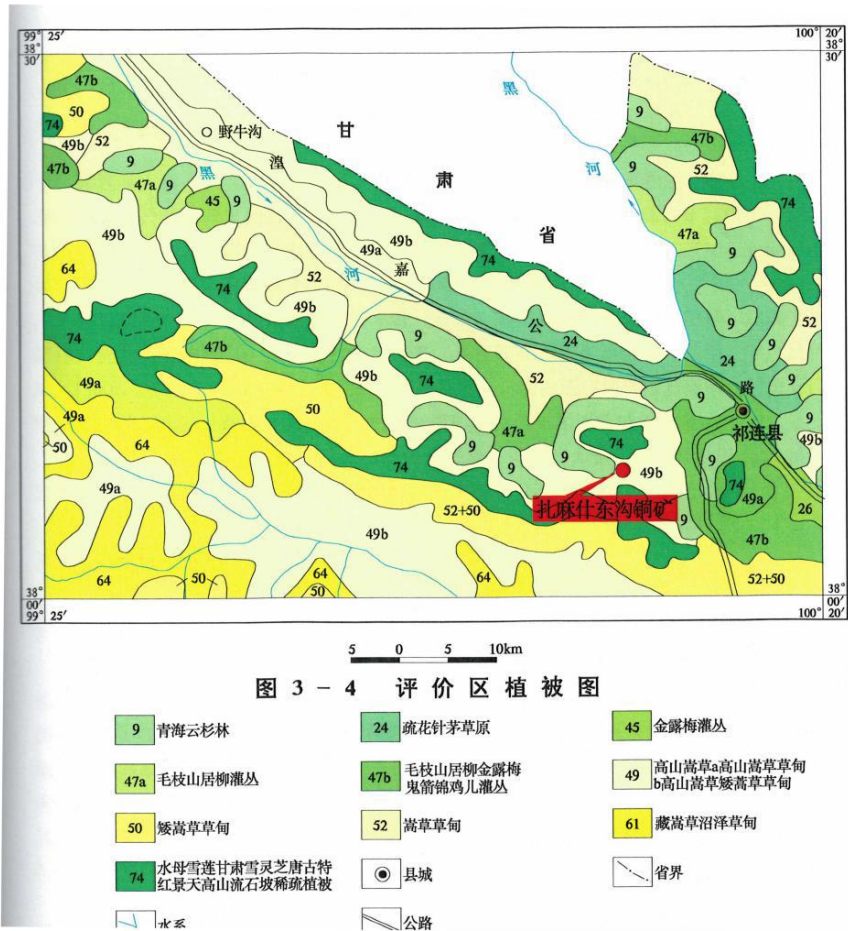 99° 25′
100° 20′
38° 30′
38° 30′
47b
50
74
49b
52
野牛沟
甘
黑
9
47b
9
9
47a
45
9
47b
黑
湟
肃
河
52
74
49b
省
47a
9
64
52
49a
49b
嘉
74
74
河
49b
9
9
52
9
74
47b
9
公
24
24
49b
74
52
路
9
49a
50
祁连县
49a
50
64
47a
9
9
74
49b
9
49b
74
74
49a
26
49a
扎麻什东沟铜矿
52+50
49b
9
47b
64
50
64
50
64
52+50
38° 00′
38° 00′
99° 25′
100° 20′
5 0 5 10km
图 3 - 4 评价区植被图
9 青海云杉林
24 疏花针茅草原
45 金露梅灌丛
47a 毛枝山居柳灌丛
47b 毛枝山居柳金露梅
鬼箭锦鸡儿灌丛
49 高山嵩草a高山嵩草草甸
b高山嵩草矮蒿草草甸
50 矮嵩草草甸
52 嵩草草甸
61 藏嵩草沼泽草甸
74 水母雪莲甘肃雪灵芝唐古特
红景天高山流石坡稀疏植被
县城
省界
水系
公路